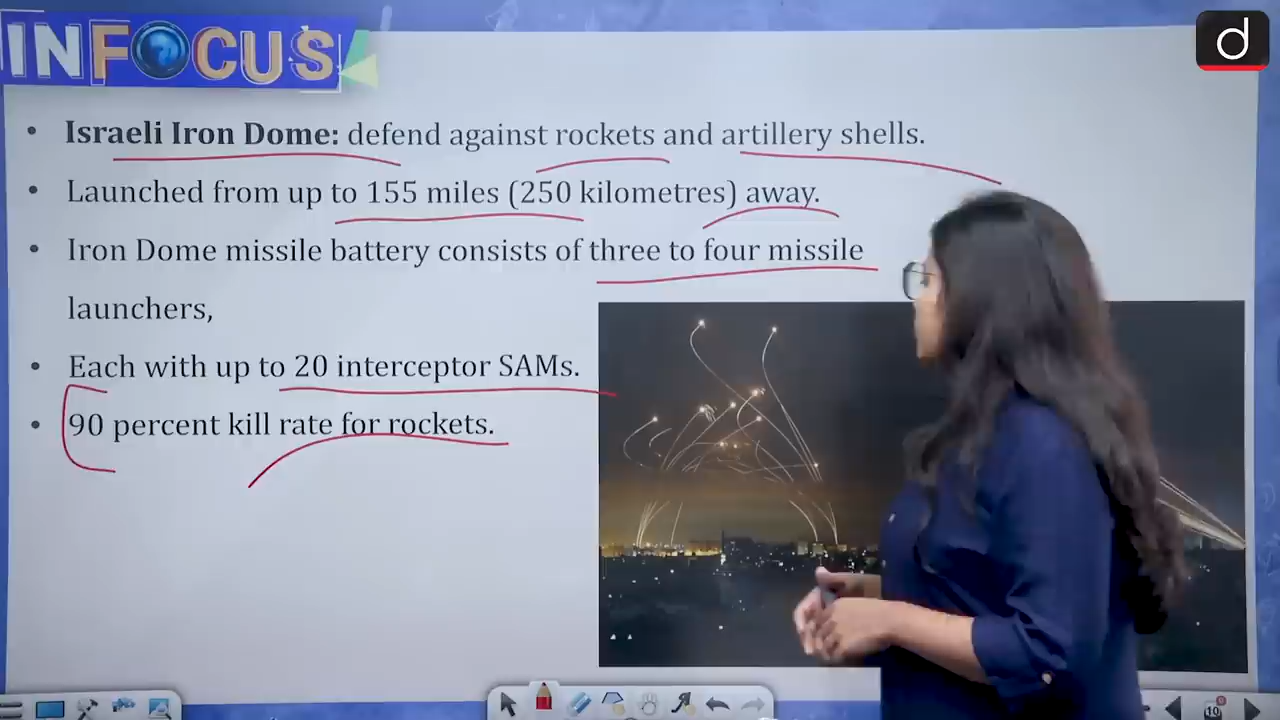 INFOCUS
d
• Israeli Iron Dome: defend against rockets and artillery shells.
• Launched from up to 155 miles (250 kilometres) away.
• Iron Dome missile battery consists of three to four missile
launchers,
• Each with up to 20 interceptor SAMs.
• 90 percent kill rate for rockets.
10